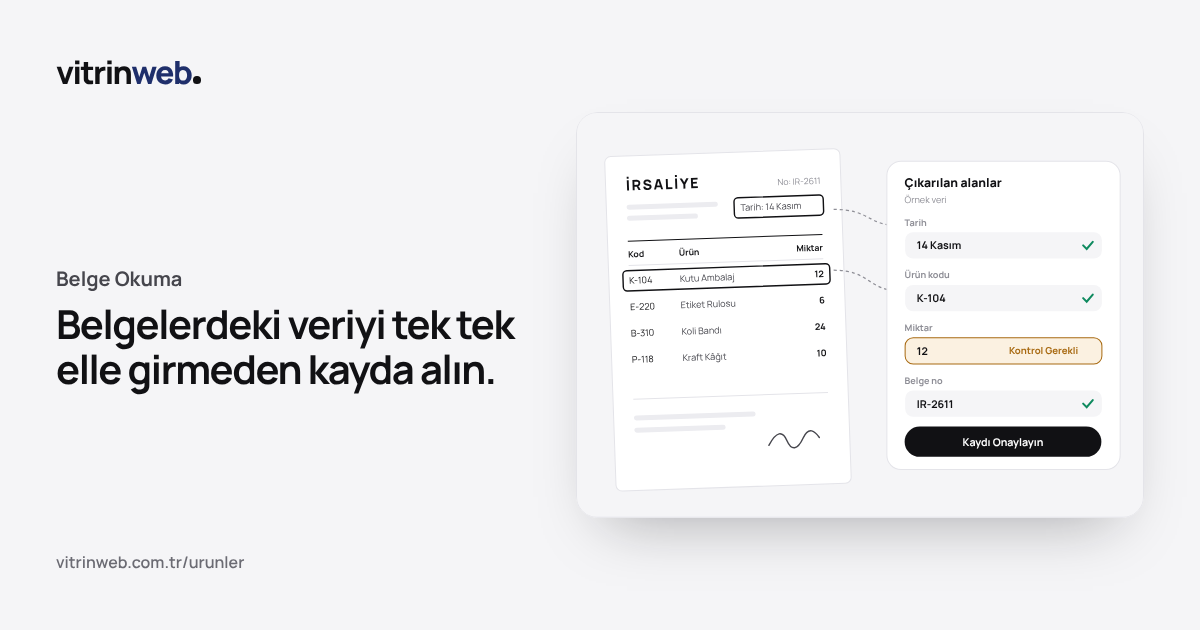 vitrinweb.
Belge Okuma
Belgelerdeki veriyi tek tek
elle girmeden kayda alın.
vitrinweb.com.tr/urunler
İRSALİYE
No: IR-2611
Tarih: 14 Kasım
Kod Ürün Miktar
K-104 Kutu Ambalaj 12
E-220 Etiket Rulosu 6
B-310 Koli Bandı 24
P-118 Kraft Kâğıt 10
Çıkarılan alanlar
Örnek veri
Tarih
14 Kasım
Ürün kodu
K-104
Miktar
12 Kontrol Gerekli
Belge no
IR-2611
Kaydı Onaylayın